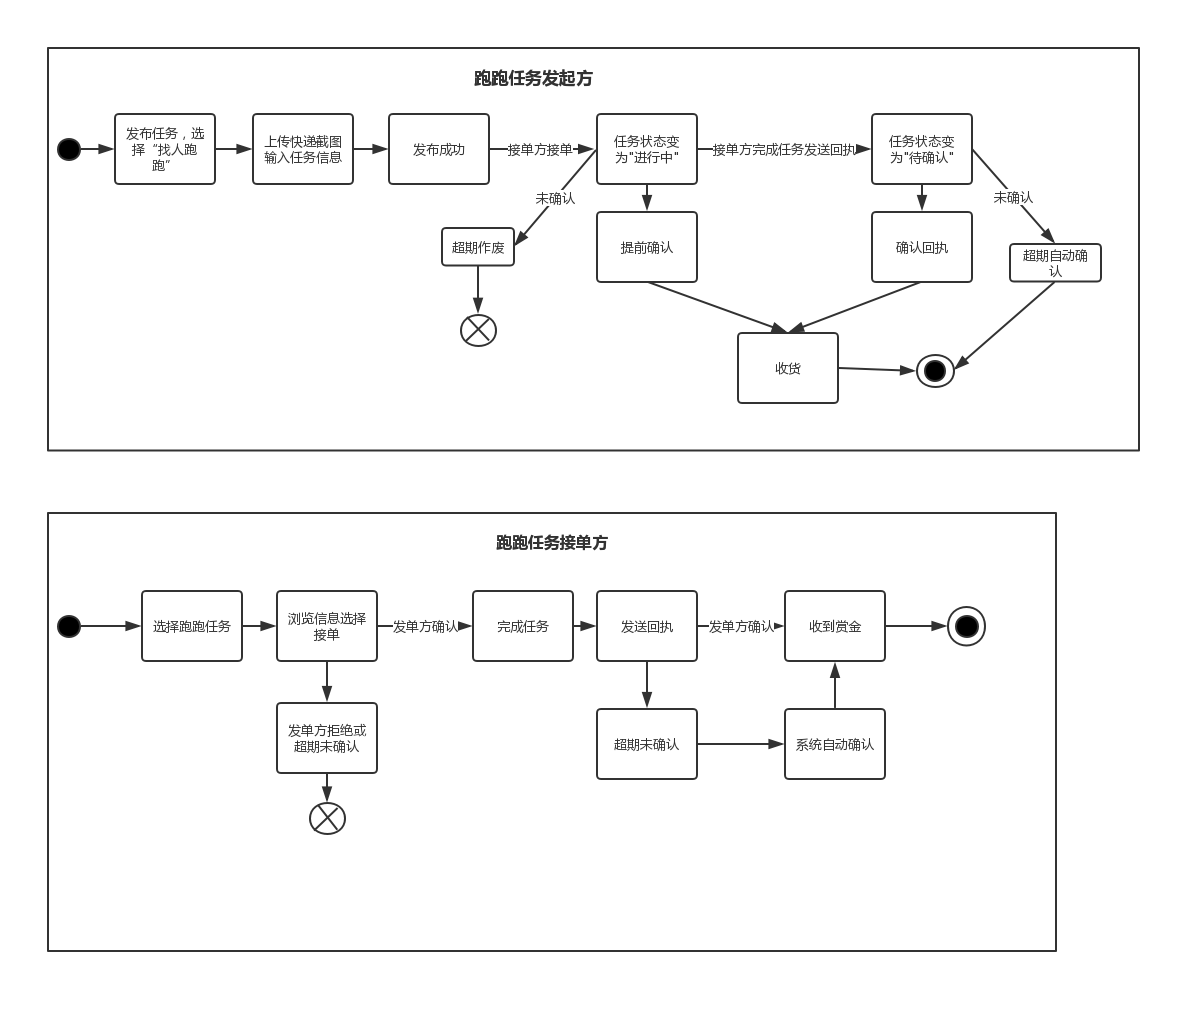 跑跑任务发起方
发布任务，选
择“找人跑
跑”
上传快递截图
输入任务信息
发布成功
接单方接单
任务状态变
为"进行中"
接单方完成任务发送回执
任务状态变
为"待确认"
未确认
未确认
超期作废
提前确认
确认回执
超期自动确
认
收货
跑跑任务接单方
选择跑跑任务
浏览信息选择
接单
发单方确认
完成任务
发送回执
发单方确认
收到赏金
发单方拒绝或
超期未确认
超期未确认
系统自动确认